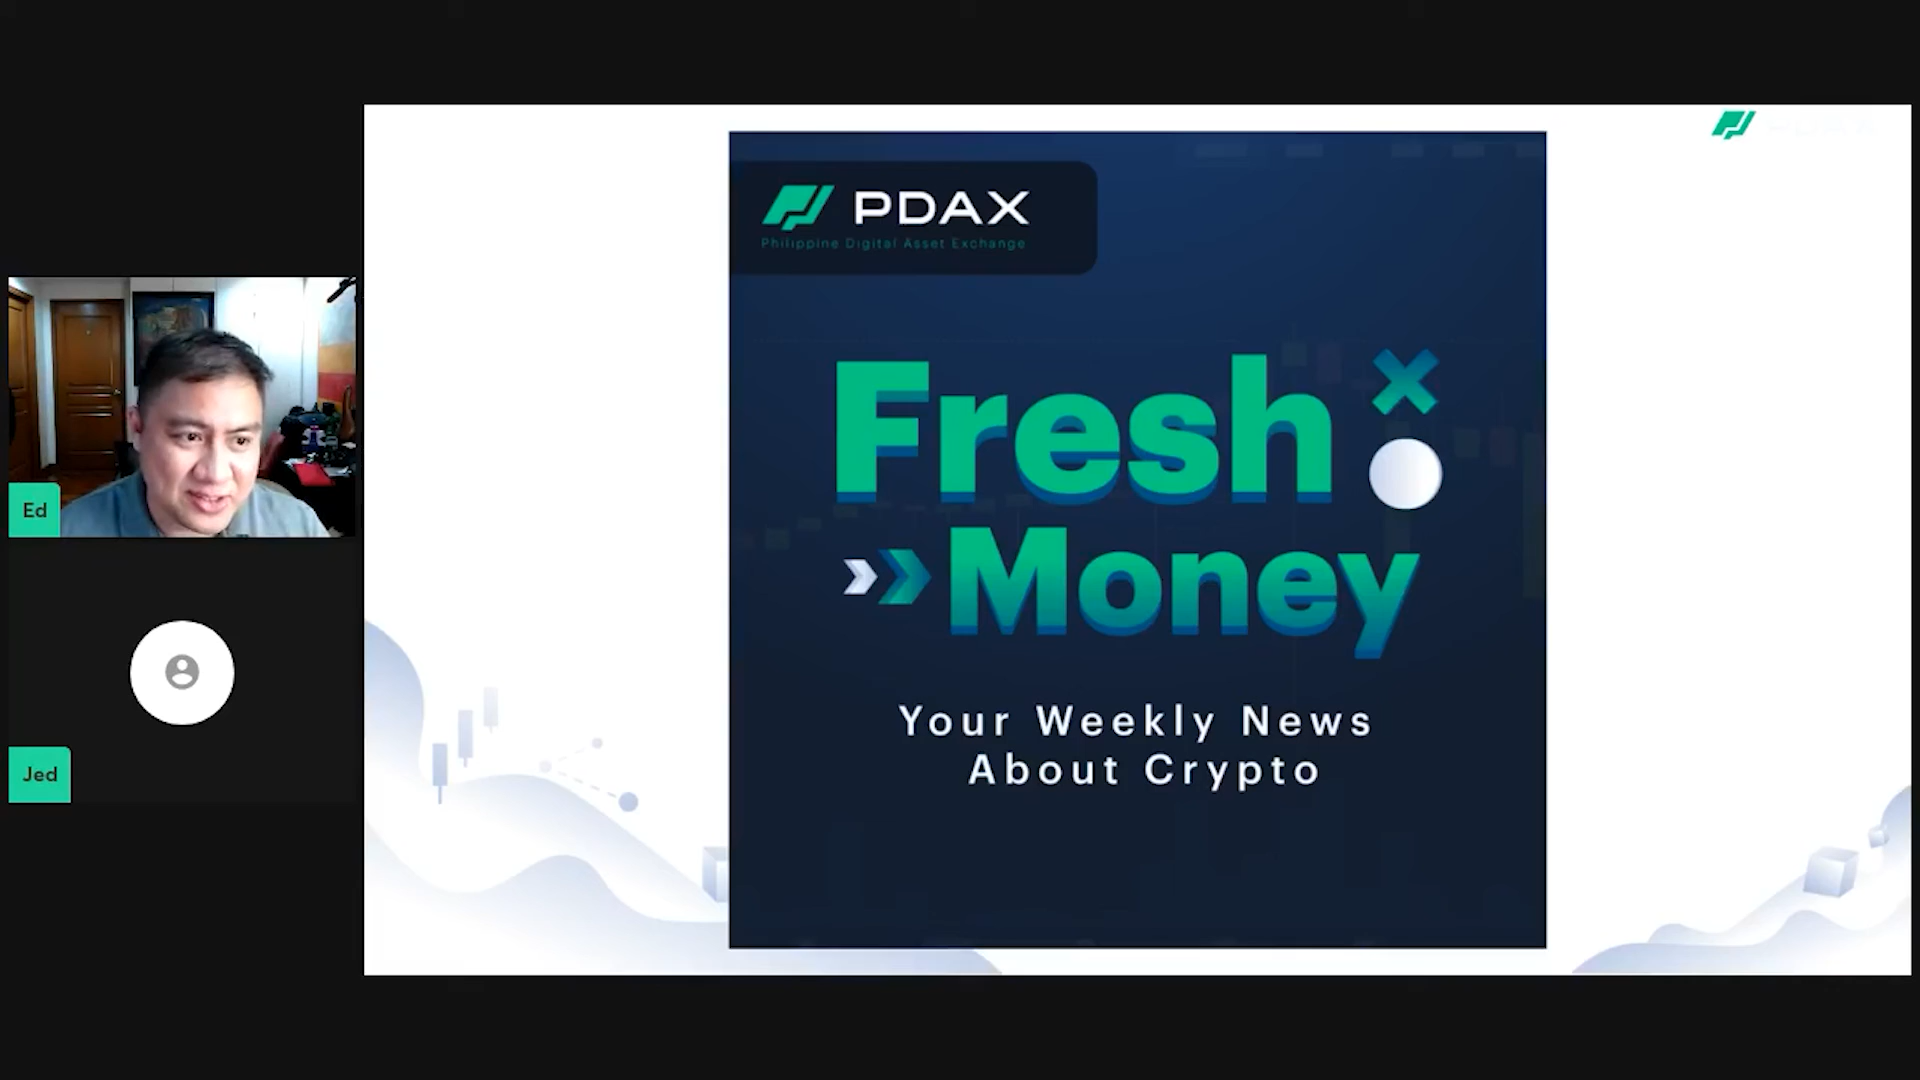 PDAX
Philippine Digital Asset Exchange
Fresh
Money
Your Weekly News
About Crypto
Ed
Jed